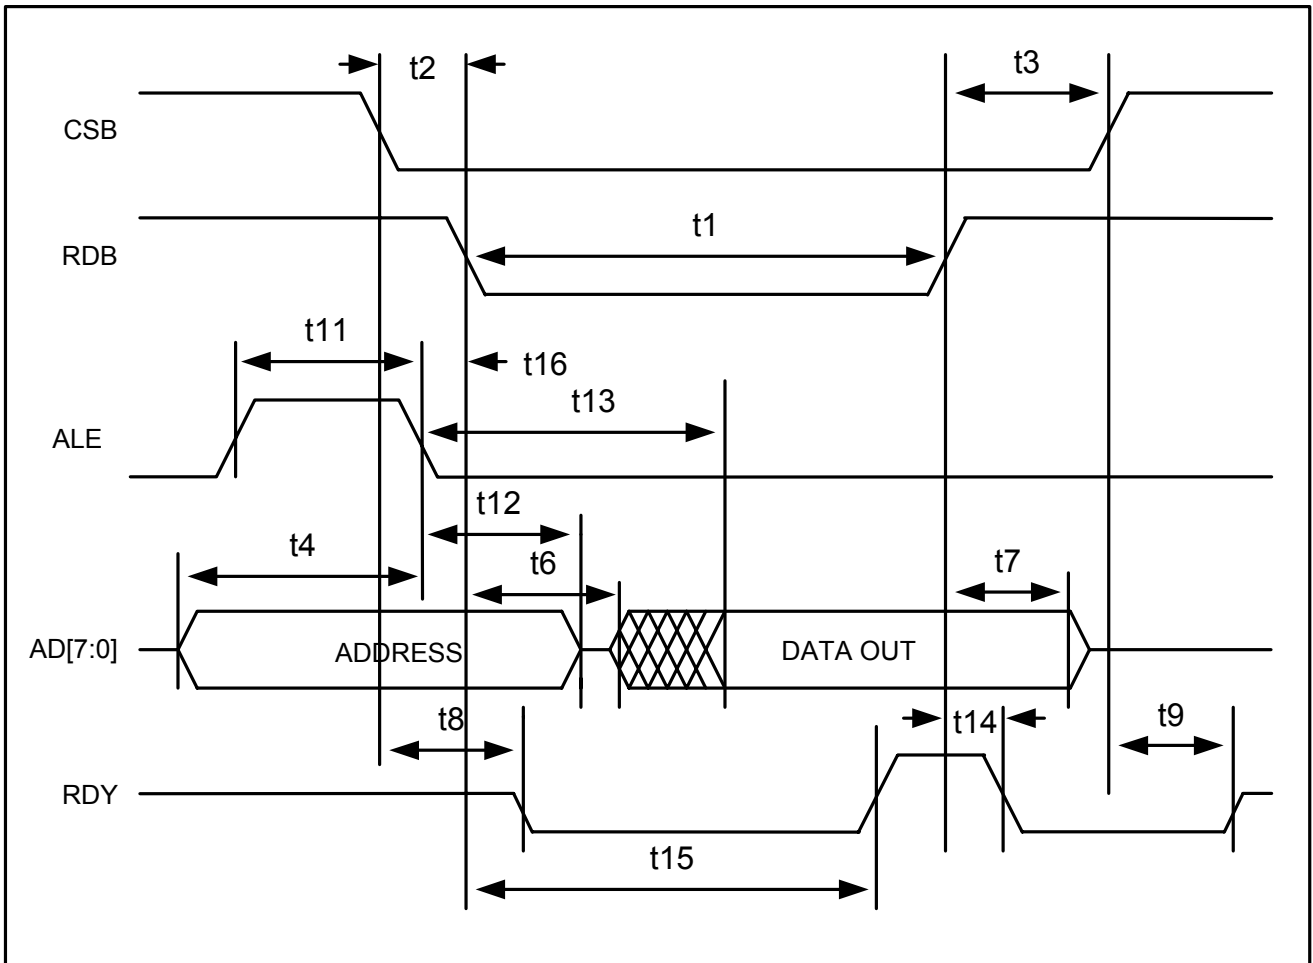 t2
t3
CSB
t1
RDB
t11
t16
t13
ALE
t12
t4
t6
t7
AD[7:0]
ADDRESS
DATA OUT
t8
t14
t9
RDY
t15